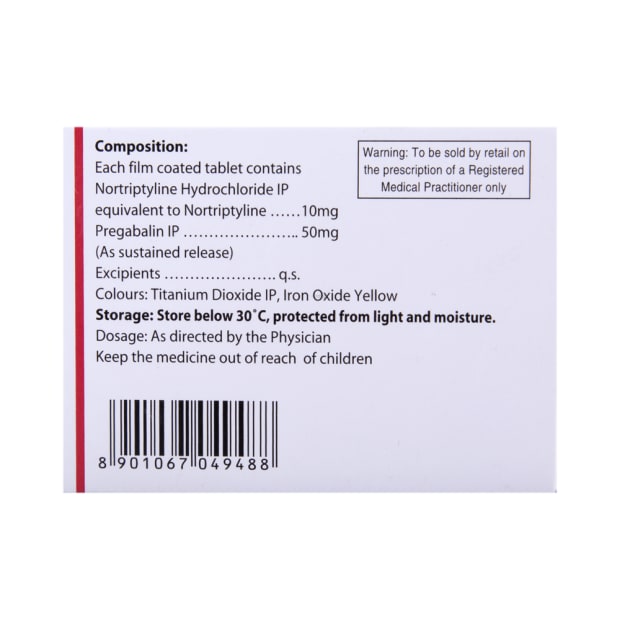 Composition:
Each film coated tablet contains
Nortriptyline Hydrochloride IP
equivalent to Nortriptyline ......10mg
Pregabalin IP ...................... 50mg
(As sustained release)
Excipients ..................... q.s.
Colours: Titanium Dioxide IP, Iron Oxide Yellow
Storage: Store below 30˚C, protected from light and moisture.
Dosage: As directed by the Physician
Keep the medicine out of reach of children
Warning: To be sold by retail on
the prescription of a Registered
Medical Practitioner only
8 901067 049488